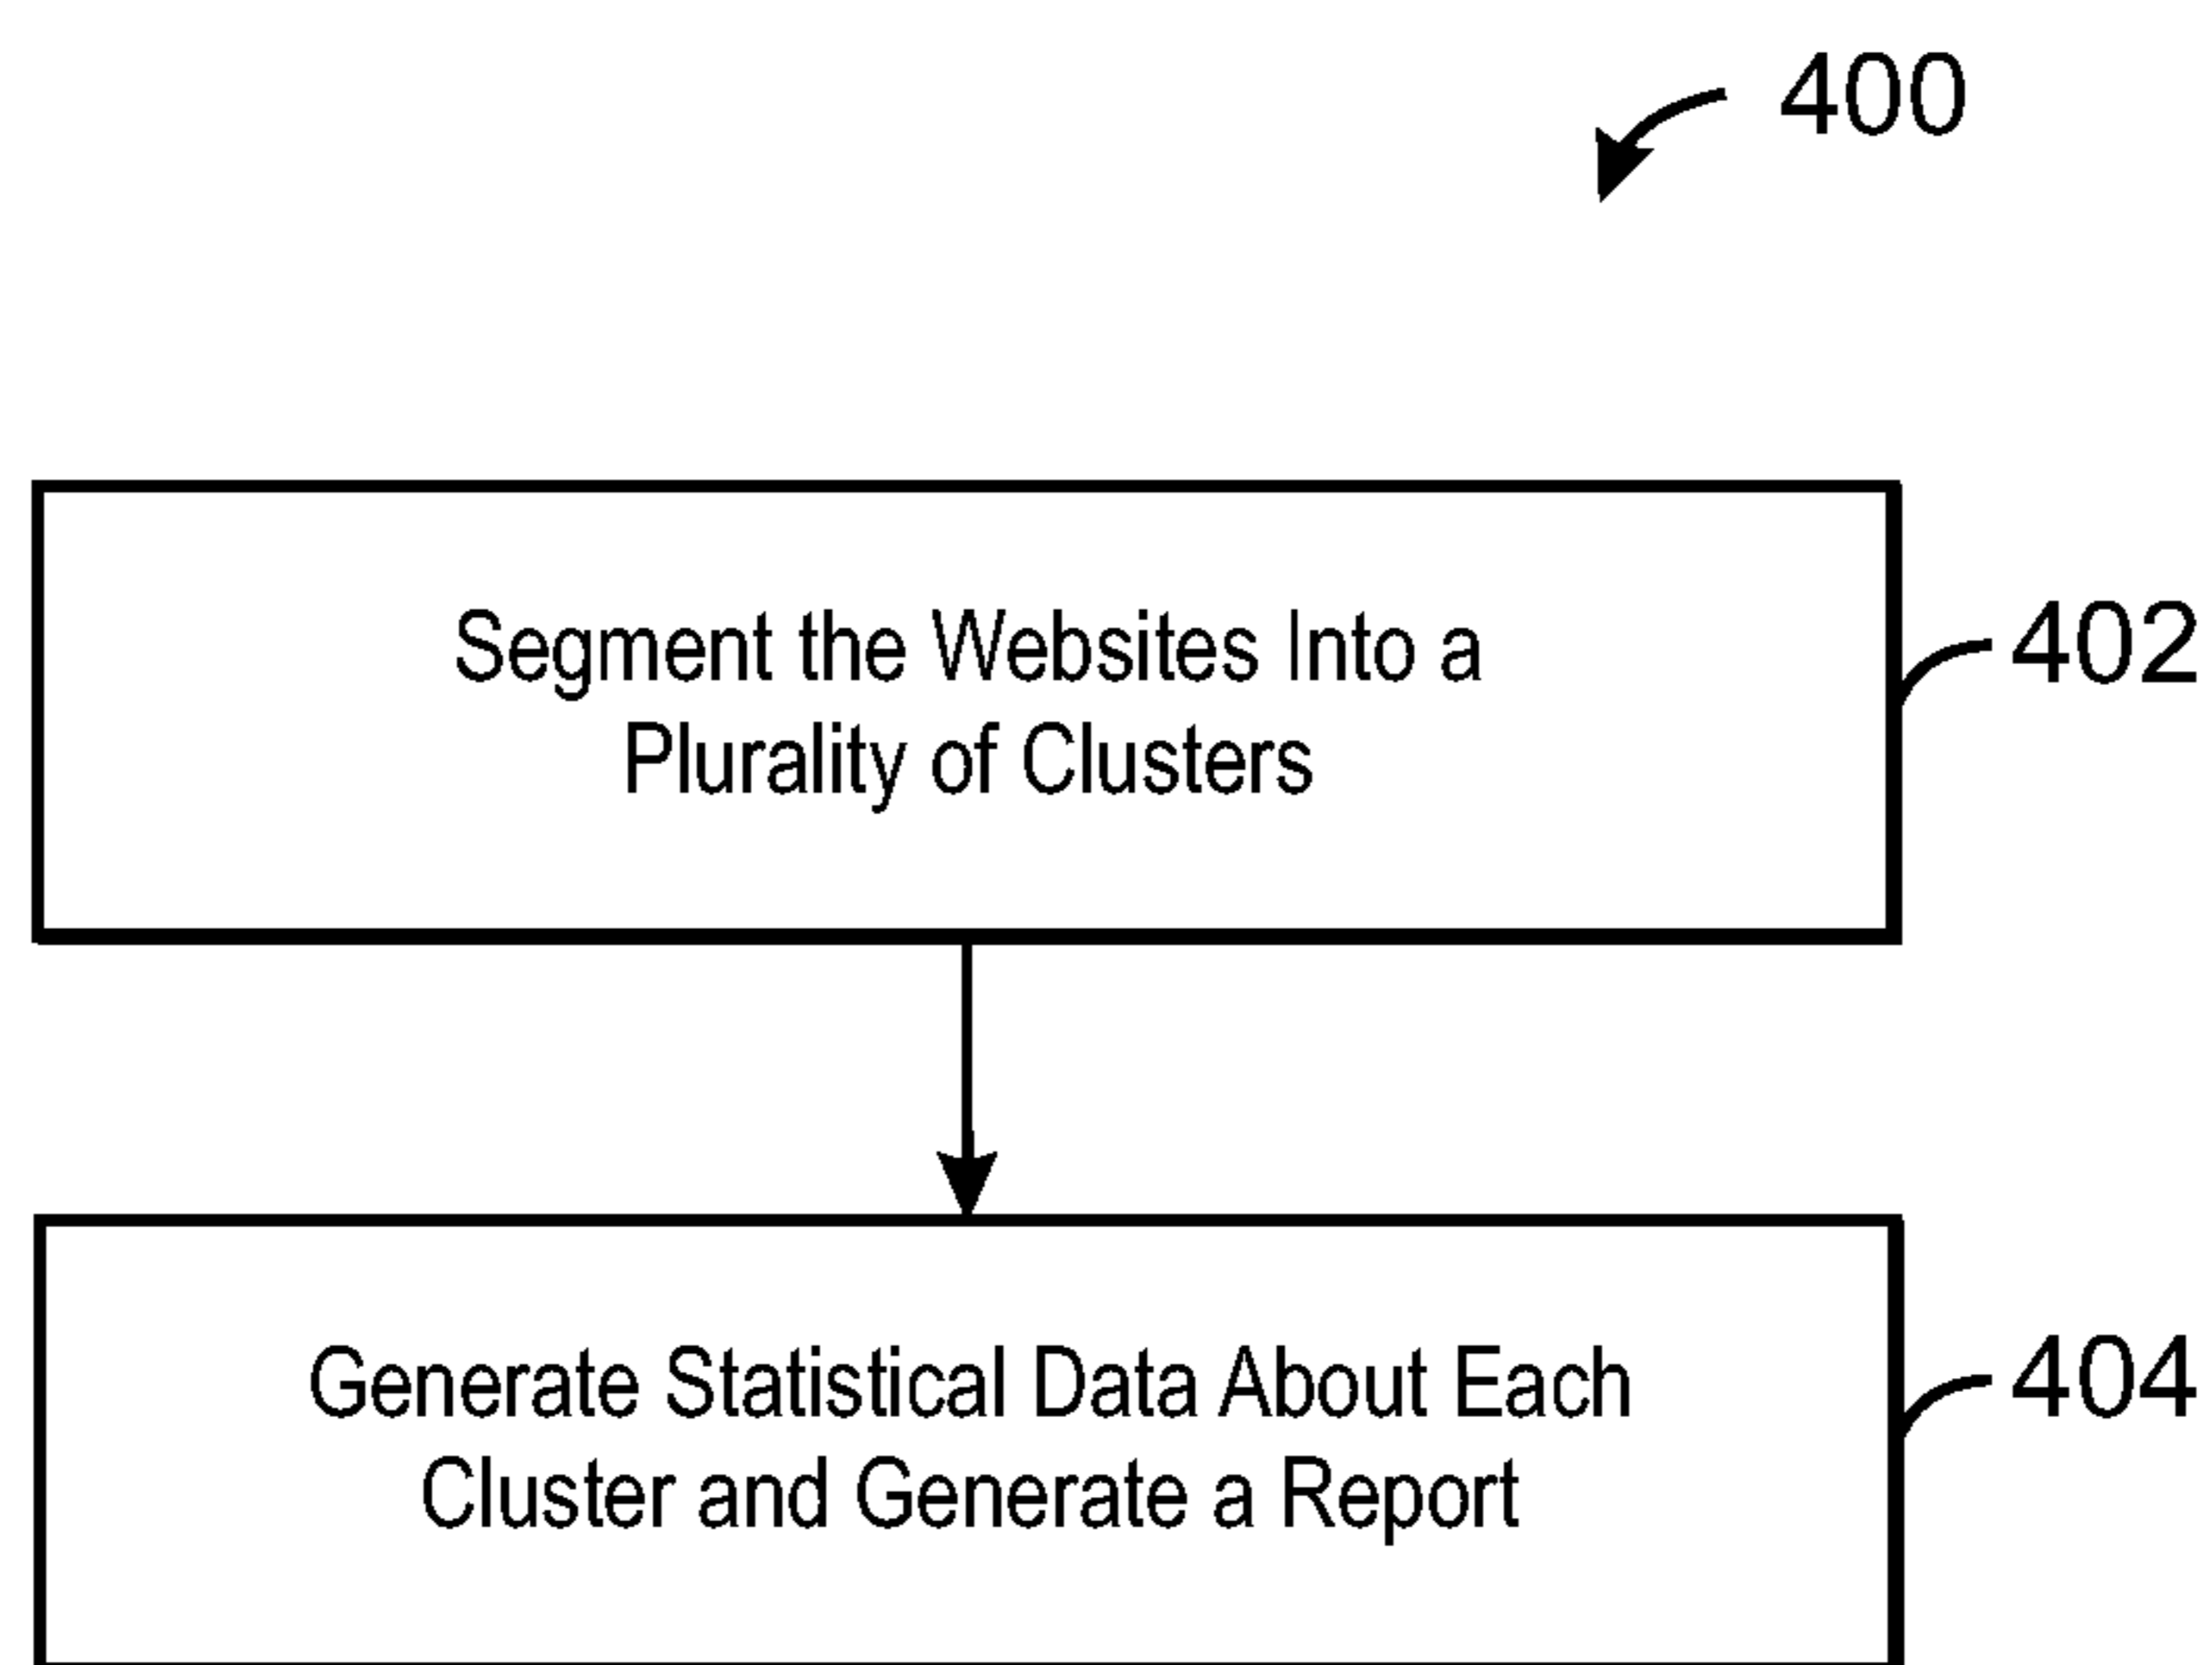 400
Segment the Websites Into a
Plurality of Clusters
402
Generate Statistical Data About Each
Cluster and Generate a Report
404